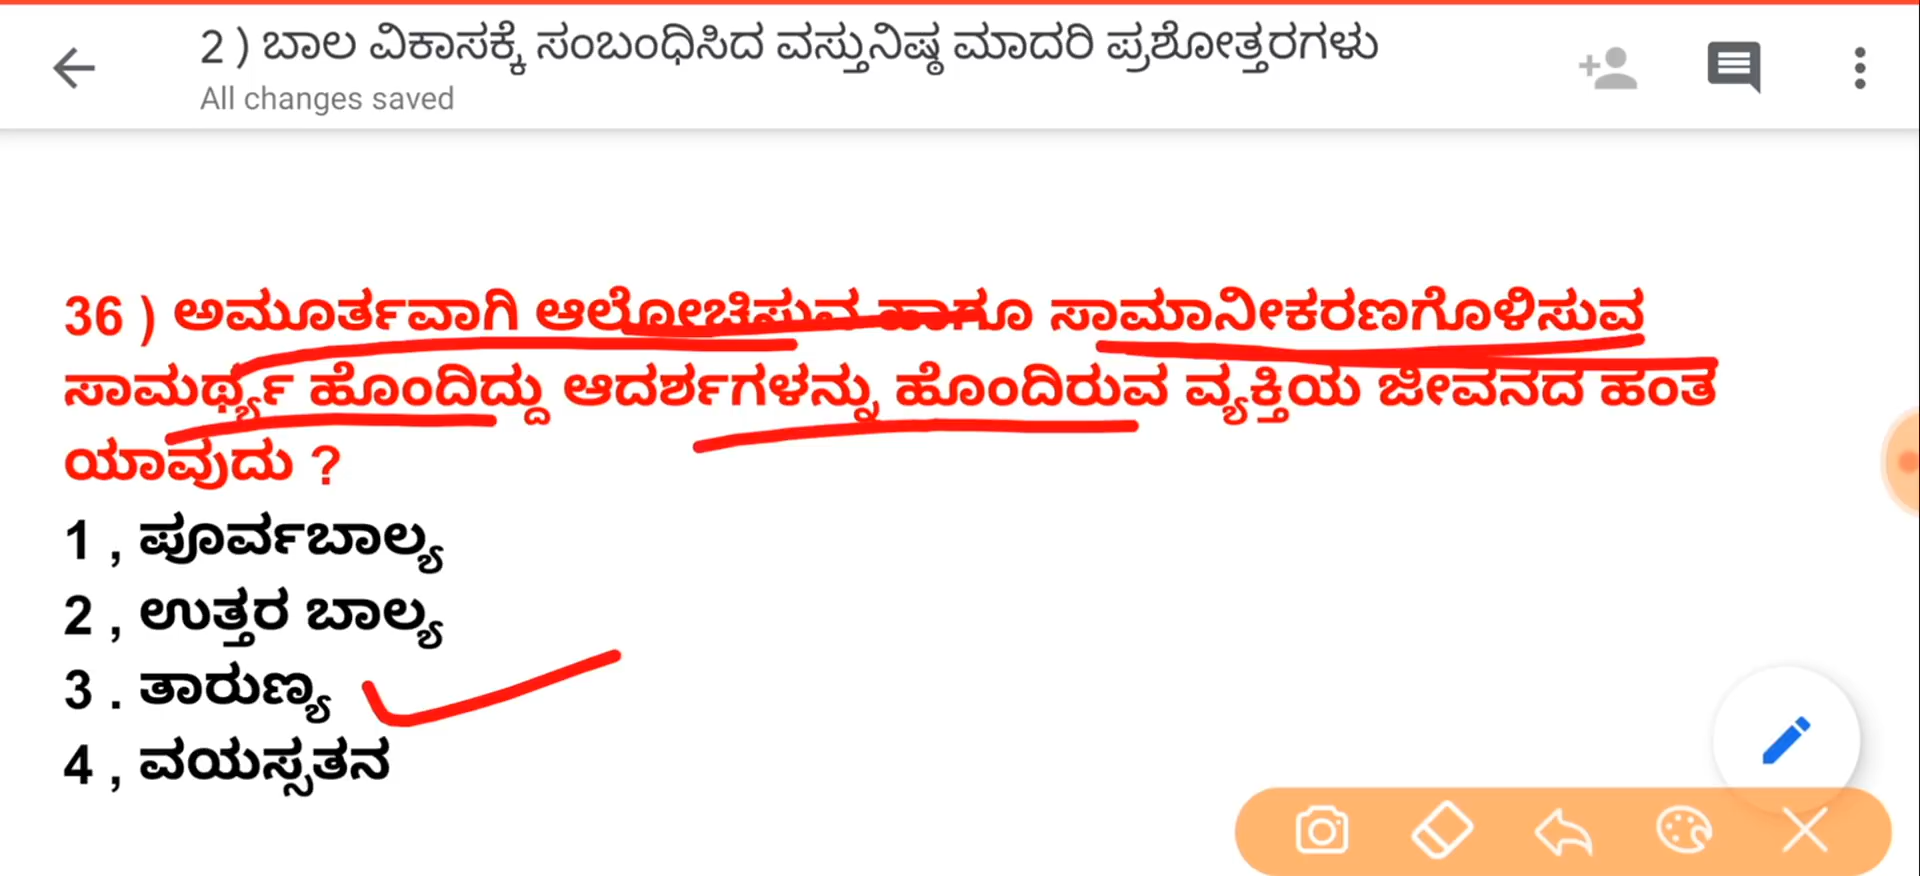 2 ) ಬಾಲ ವಿಕಾಸಕ್ಕೆ ಸಂಬಂಧಿಸಿದ ವಸ್ತುನಿಷ್ಠ ಮಾದರಿ ಪ್ರಶೋತ್ತರಗಳು
All changes saved
36 ) ಅಮೂರ್ತವಾಗಿ ಆಲೋಚಿಸುವ ಹಾಗೂ ಸಾಮಾನೀಕರಣಗೊಳಿಸುವ
ಸಾಮರ್ಥ್ಯ ಹೊಂದಿದ್ದು ಆದರ್ಶಗಳನ್ನು ಹೊಂದಿರುವ ವ್ಯಕ್ತಿಯ ಜೀವನದ ಹಂತ
ಯಾವುದು ?
1 , ಪೂರ್ವಬಾಲ್ಯ
2 , ಉತ್ತರ ಬಾಲ್ಯ
3 . ತಾರುಣ್ಯ
4 , ವಯಸ್ಸತನ